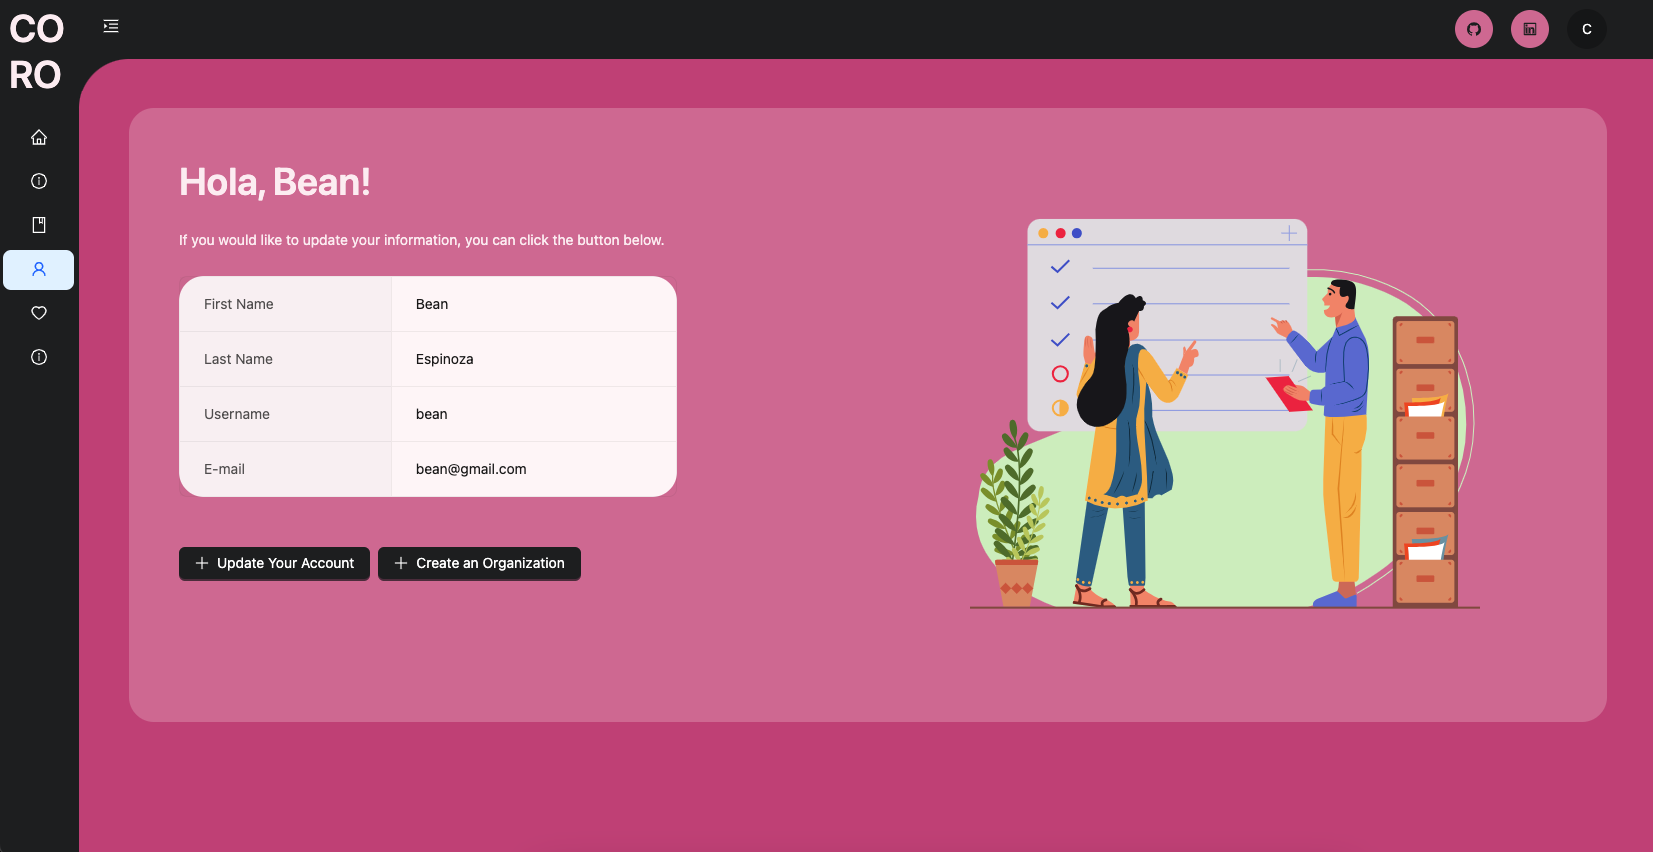 CO
RO
C
Hola, Bean!
If you would like to update your information, you can click the button below.
First Name Bean
Last Name Espinoza
Username bean
E-mail bean@gmail.com
Update Your Account Create an Organization